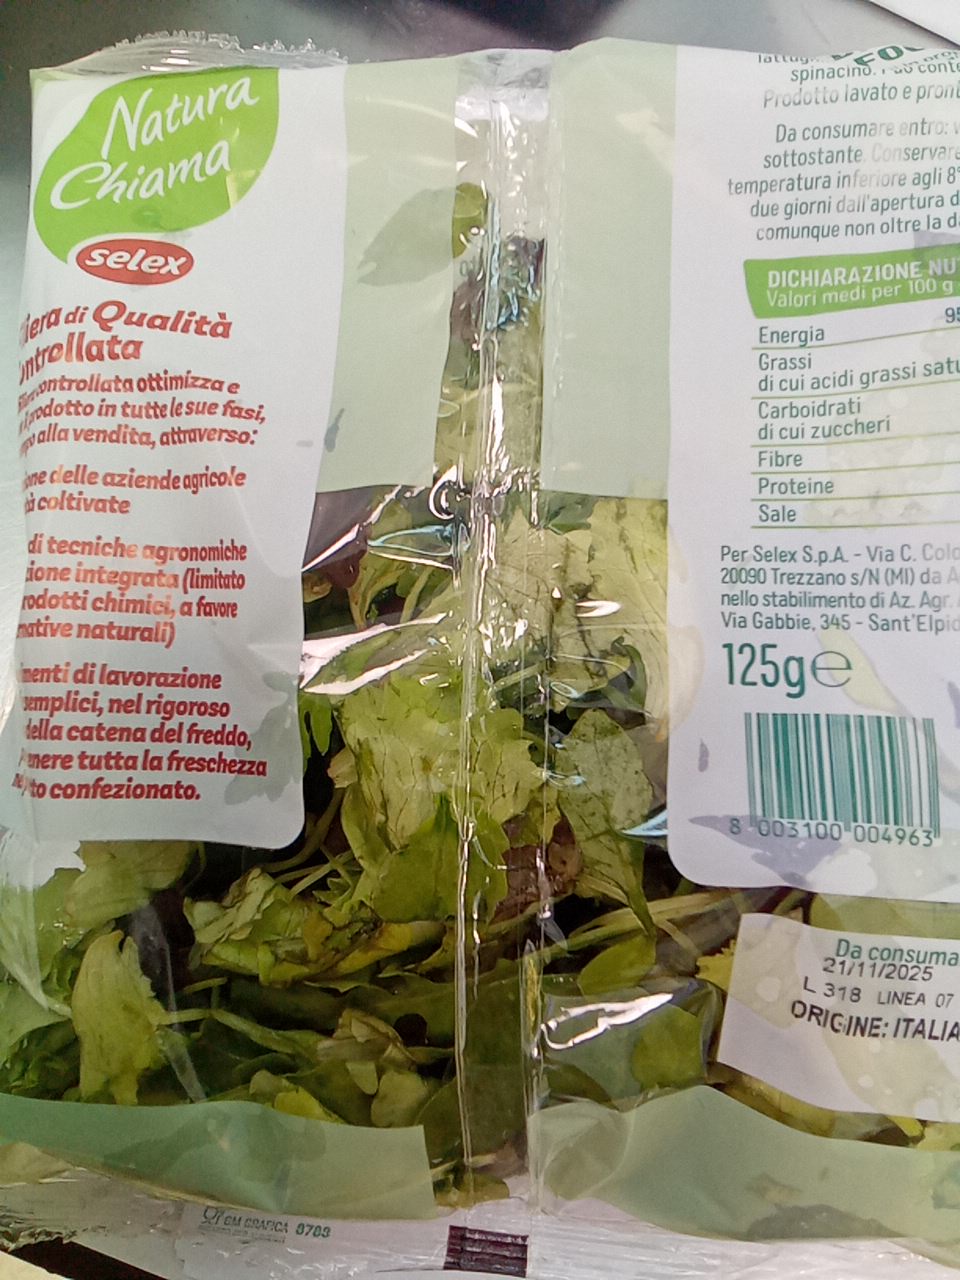 Natura
Chiama
selex
di Qualità
controllata ottimizza e
prodotto in tutte le sue fasi,
alla vendita, attraverso:
delle aziende agricole
coltivate
di tecniche agronomiche
integrata (limitato
chimici, a favore
naturali)
di lavorazione
semplici, nel rigoroso
della catena del freddo,
tutta la freschezza
confezionato.
spinacino.
Prodotto lavato e
Da consumare entro:
sottostante. Conservare
temperatura inferiore agli 8°
due giorni dall'apertura
comunque non oltre la
DICHIARAZIONE NU
Valori medi per 100 g
Energia 95
Grassi
di cui acidi grassi satu
Carboidrati
di cui zuccheri
Fibre
Proteine
Sale
Per Selex S.p.A. - Via C. Colo
20090 Trezzano s/N (MI) da A
nello stabilimento di Az. Agr.
Via Gabbie, 345 - Sant'Elpid
125g℮
8 003100 004963
Da consuma
21/11/2025
L 318 LINEA 07
ORIGINE: ITALIA
GM GRAFICA 0703